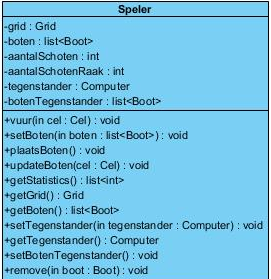 Speler
-grid : Grid
-boten : list<Boot>
-aantalSchoten : int
-aantalSchotenRaak : int
-tegenstander : Computer
-botenTegenstander : list<Boot>
+vuur(in cel : Cel) : void
+setBoten(in boten : list<Boot>) : void
+plaatsBoten() : void
+updateBoten(cel : Cel) : void
+getStatistics() : list<int>
+getGrid() : Grid
+getBoten() : list<Boot>
+setTegenstander(in tegenstander : Computer) : void
+getTegenstander() : Computer
+setBotenTegenstander() : void
+remove(in boot : Boot) : void